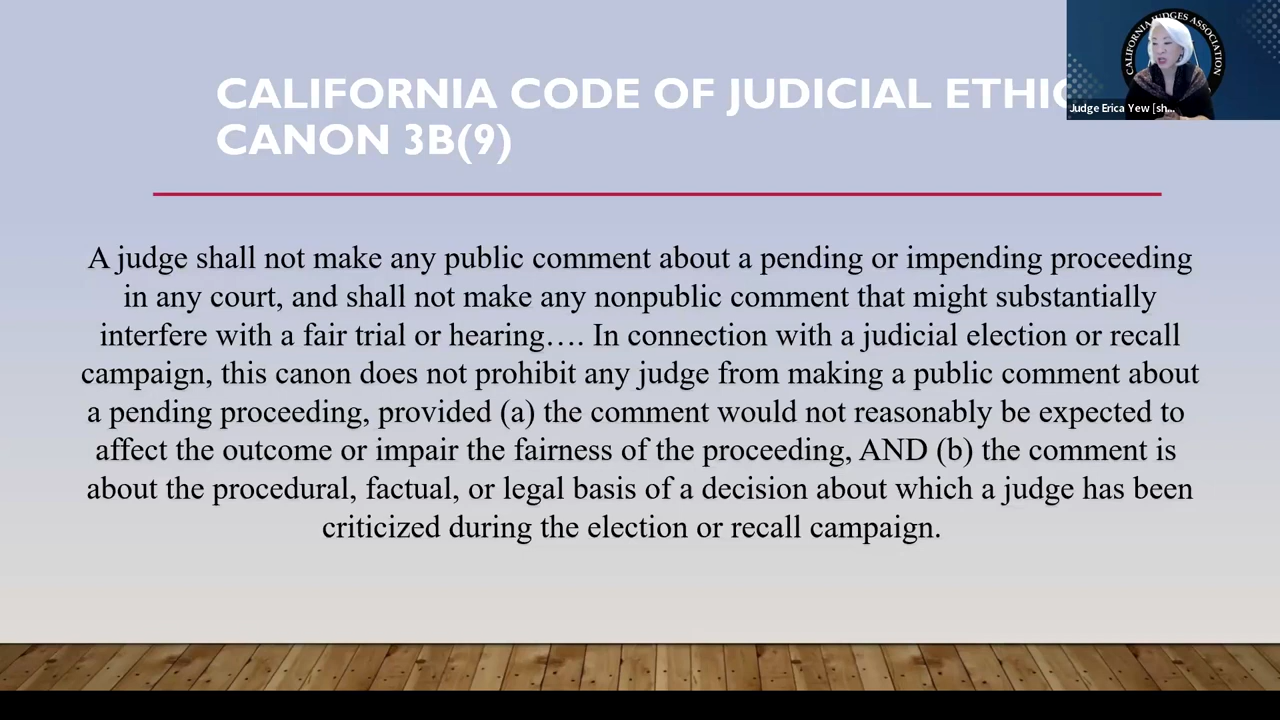 CALIFORNIA CODE OF JUDICIAL ETHIC
CANON 3B(9)
CALIFORNIA JUDGES ASSOCIATION
Judge Erica Yew [sh...
A judge shall not make any public comment about a pending or impending proceeding
in any court, and shall not make any nonpublic comment that might substantially
interfere with a fair trial or hearing…. In connection with a judicial election or recall
campaign, this canon does not prohibit any judge from making a public comment about
a pending proceeding, provided (a) the comment would not reasonably be expected to
affect the outcome or impair the fairness of the proceeding, AND (b) the comment is
about the procedural, factual, or legal basis of a decision about which a judge has been
criticized during the election or recall campaign.